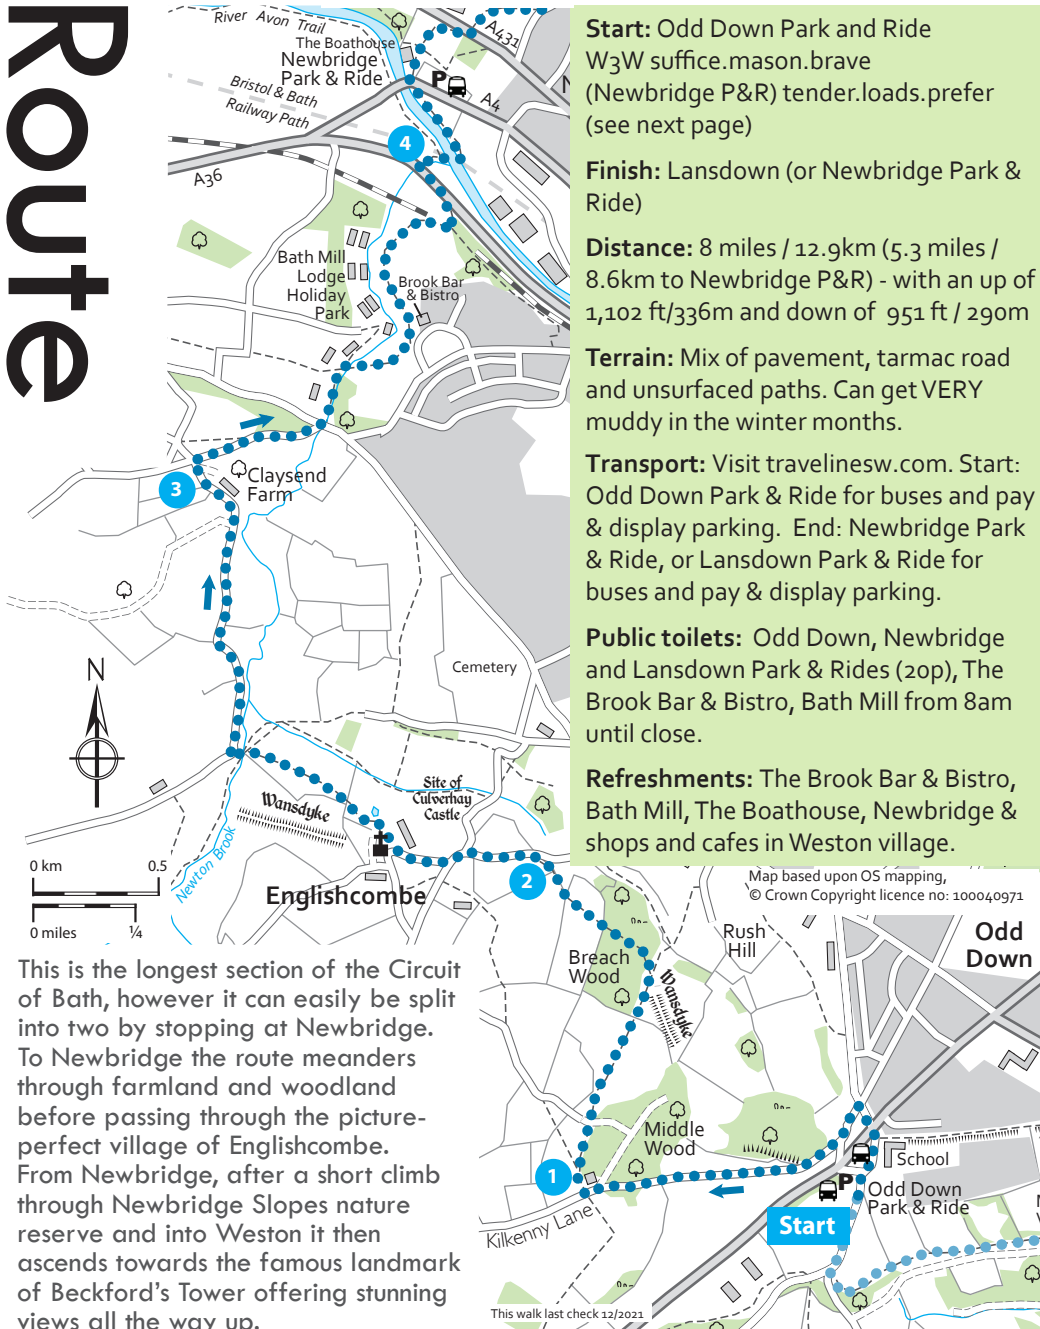 Route
River Avon Trail
The Boathouse
Newbridge
Park & Ride
P
A431
A4
N
Bristol & Bath
Railway Path
4
A36
Bath Mill
Lodge
Holiday
Park
Brook Bar
& Bistro
3
Claysend
Farm
N
Cemetery
Site of
Culverhay
Castle
Wansdyke
Newton Brook
0 km 0.5
0 miles ¼
Englishcombe
2
Start: Odd Down Park and Ride
W3W suffice.mason.brave
(Newbridge P&R) tender.loads.prefer
(see next page)
Finish: Lansdown (or Newbridge Park &
Ride)
Distance: 8 miles / 12.9km (5.3 miles /
8.6km to Newbridge P&R) - with an up of
1,102 ft/336m and down of 951 ft / 290m
Terrain: Mix of pavement, tarmac road
and unsurfaced paths. Can get VERY
muddy in the winter months.
Transport: Visit travelinesw.com. Start:
Odd Down Park & Ride for buses and pay
& display parking. End: Newbridge Park
& Ride, or Lansdown Park & Ride for
buses and pay & display parking.
Public toilets: Odd Down, Newbridge
and Lansdown Park & Rides (20p), The
Brook Bar & Bistro, Bath Mill from 8am
until close.
Refreshments: The Brook Bar & Bistro,
Bath Mill, The Boathouse, Newbridge &
shops and cafes in Weston village.
Map based upon OS mapping,
© Crown Copyright licence no: 100040971
Rush
Hill
Odd
Down
Breach
Wood
Wansdyke
Middle
Wood
1
Kilkenny Lane
School
P
Odd Down
Park & Ride
Start
This walk last check 12/2021
This is the longest section of the Circuit
of Bath, however it can easily be split
into two by stopping at Newbridge.
To Newbridge the route meanders
through farmland and woodland
before passing through the picture-
perfect village of Englishcombe.
From Newbridge, after a short climb
through Newbridge Slopes nature
reserve and into Weston it then
ascends towards the famous landmark
of Beckford's Tower offering stunning
views all the way up.